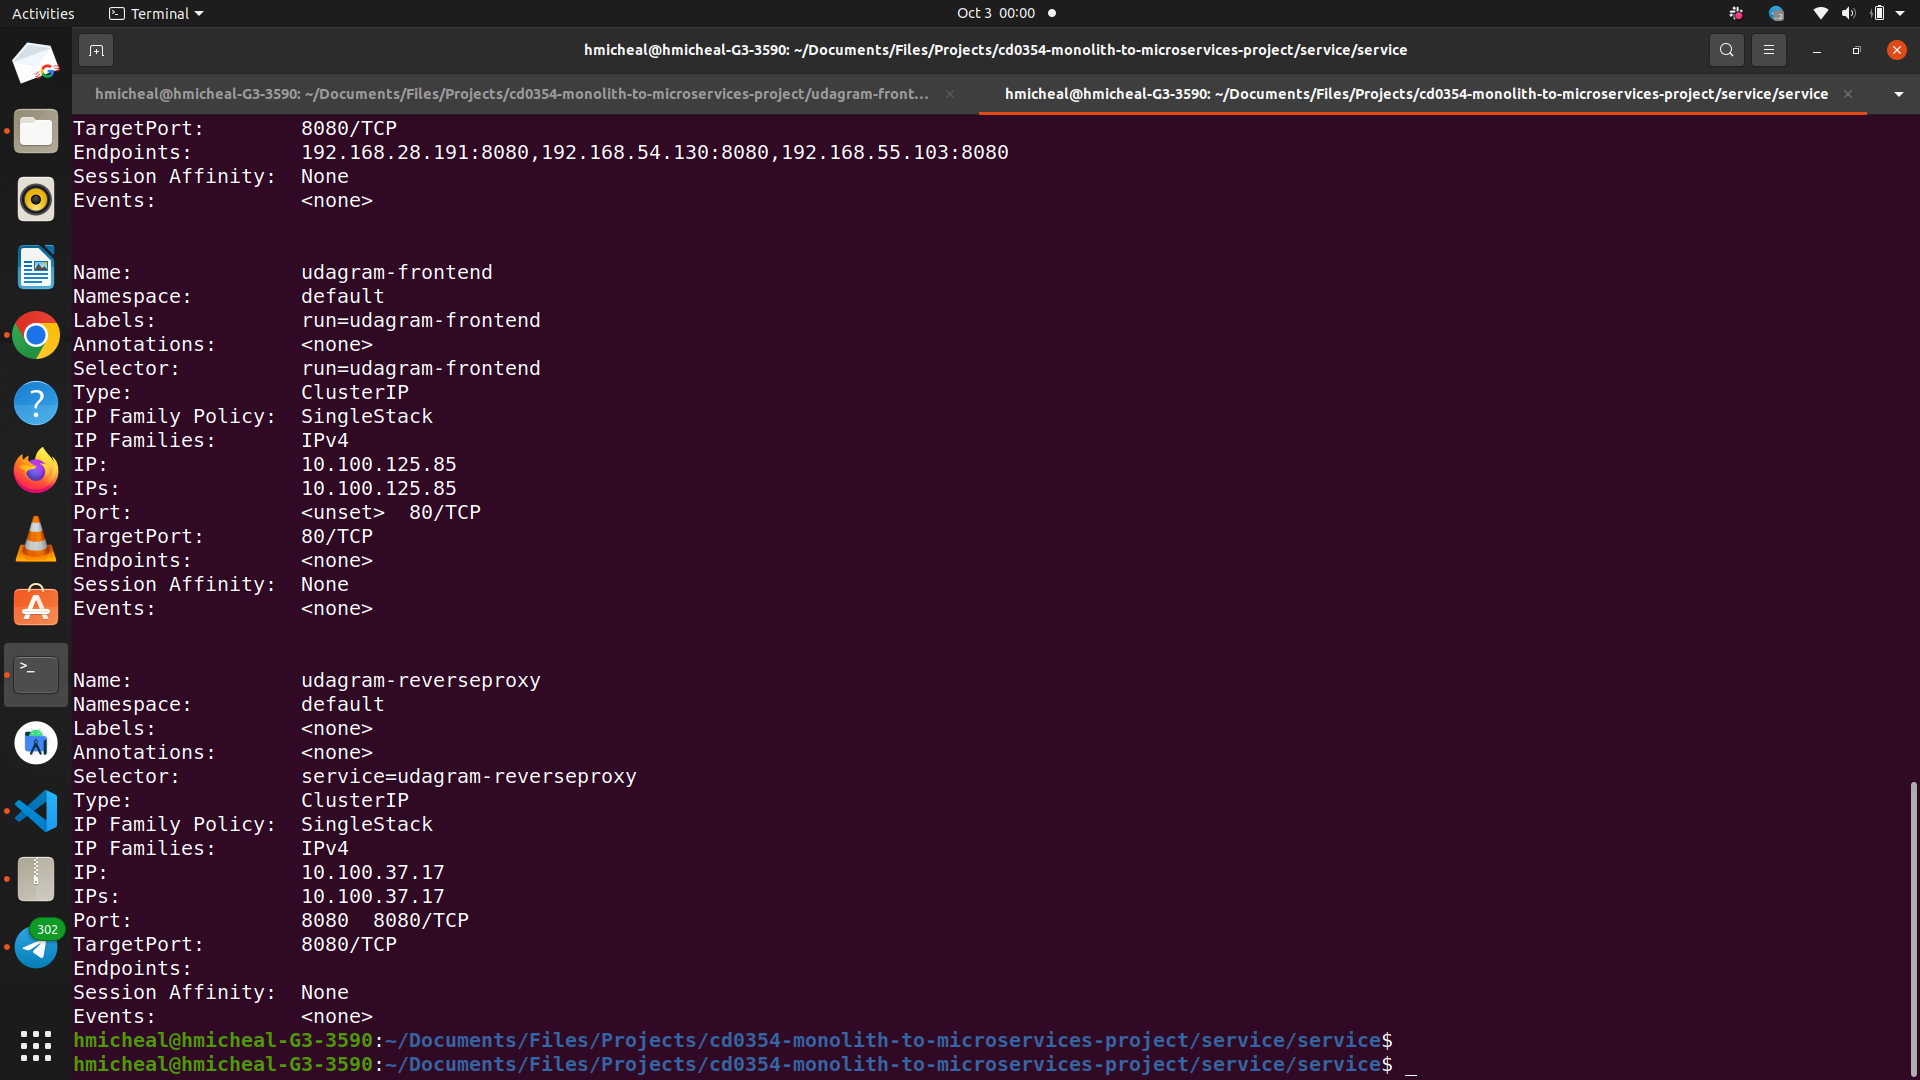 Activities
Terminal
Oct 3 00:00
hmicheal@hmicheal-G3-3590: ~/Documents/Files/Projects/cd0354-monolith-to-microservices-project/service/service
hmicheal@hmicheal-G3-3590: ~/Documents/Files/Projects/cd0354-monolith-to-microservices-project/udagram-front...
hmicheal@hmicheal-G3-3590: ~/Documents/Files/Projects/cd0354-monolith-to-microservices-project/service/service
TargetPort: 8080/TCP
Endpoints: 192.168.28.191:8080,192.168.54.130:8080,192.168.55.103:8080
Session Affinity: None
Events: <none>
Name: udagram-frontend
Namespace: default
Labels: run=udagram-frontend
Annotations: <none>
Selector: run=udagram-frontend
Type: ClusterIP
IP Family Policy: SingleStack
IP Families: IPv4
IP: 10.100.125.85
IPs: 10.100.125.85
Port: <unset> 80/TCP
TargetPort: 80/TCP
Endpoints: <none>
Session Affinity: None
Events: <none>
Name: udagram-reverseproxy
Namespace: default
Labels: <none>
Annotations: <none>
Selector: service=udagram-reverseproxy
Type: ClusterIP
IP Family Policy: SingleStack
IP Families: IPv4
IP: 10.100.37.17
IPs: 10.100.37.17
Port: 8080 8080/TCP
TargetPort: 8080/TCP
Endpoints:
Session Affinity: None
Events: <none>
hmicheal@hmicheal-G3-3590:~/Documents/Files/Projects/cd0354-monolith-to-microservices-project/service/service$
hmicheal@hmicheal-G3-3590:~/Documents/Files/Projects/cd0354-monolith-to-microservices-project/service/service$ _
302